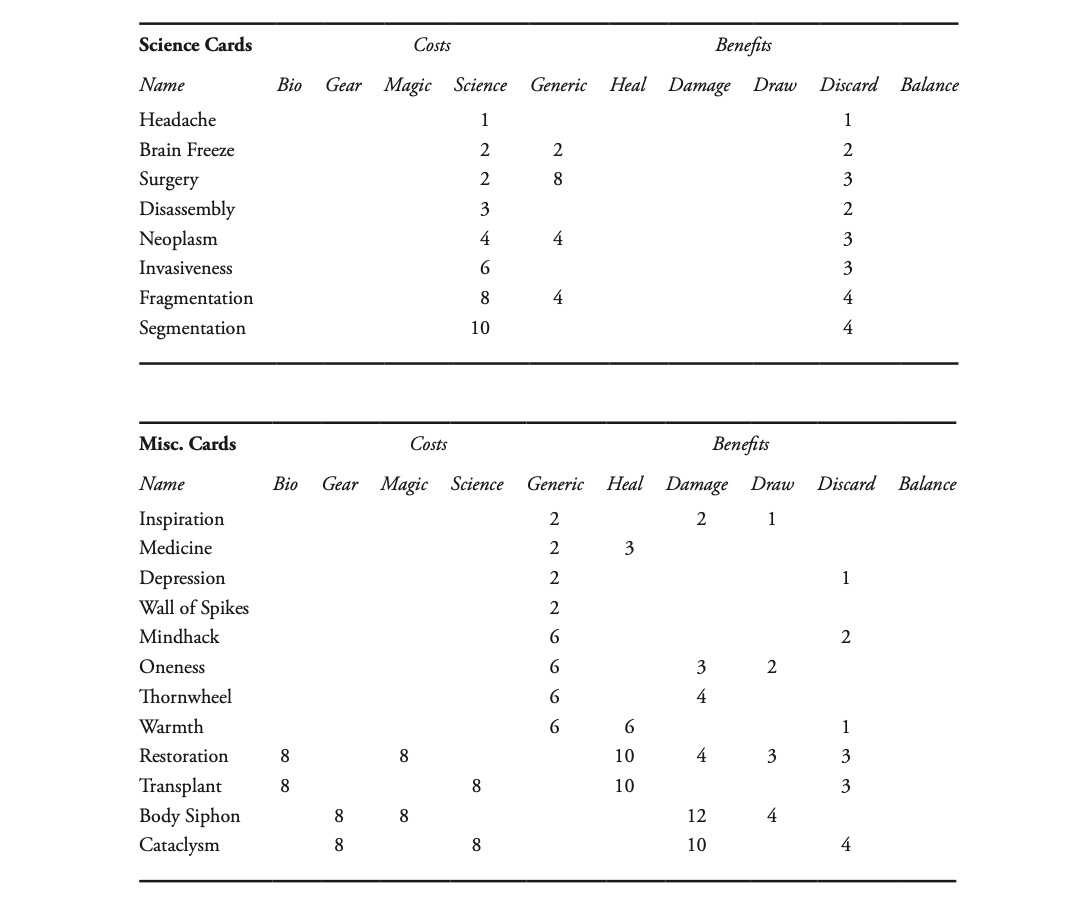 Science Cards Costs Benefits
Name Bio Gear Magic Science Generic Heal Damage Draw Discard Balance
Headache 1 1
Brain Freeze 2 2 2
Surgery 2 8 3
Disassembly 3 2
Neoplasm 4 4 3
Invasiveness 6 3
Fragmentation 8 4 4
Segmentation 10 4
Misc. Cards Costs Benefits
Name Bio Gear Magic Science Generic Heal Damage Draw Discard Balance
Inspiration 2 2 1
Medicine 2 3
Depression 2 1
Wall of Spikes 2
Mindhack 6 2
Oneness 6 3 2
Thornwheel 6 4
Warmth 6 6 1
Restoration 8 8 10 4 3 3
Transplant 8 8 10 3
Body Siphon 8 8 12 4
Cataclysm 8 8 10 4